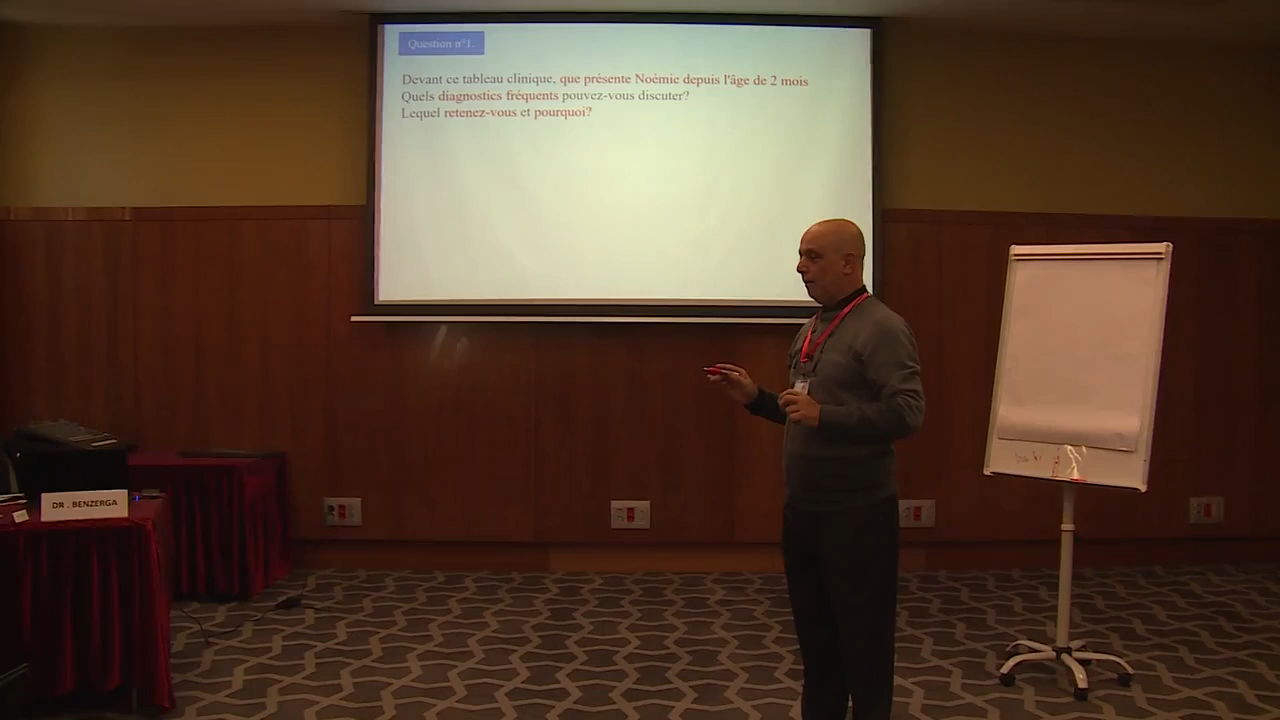 Question n°1.
Devant ce tableau clinique, que présente Noémie depuis l'âge de 2 mois
Quels diagnostics fréquents pouvez-vous discuter?
Lequel retenez-vous et pourquoi?
DR . BENZERGA